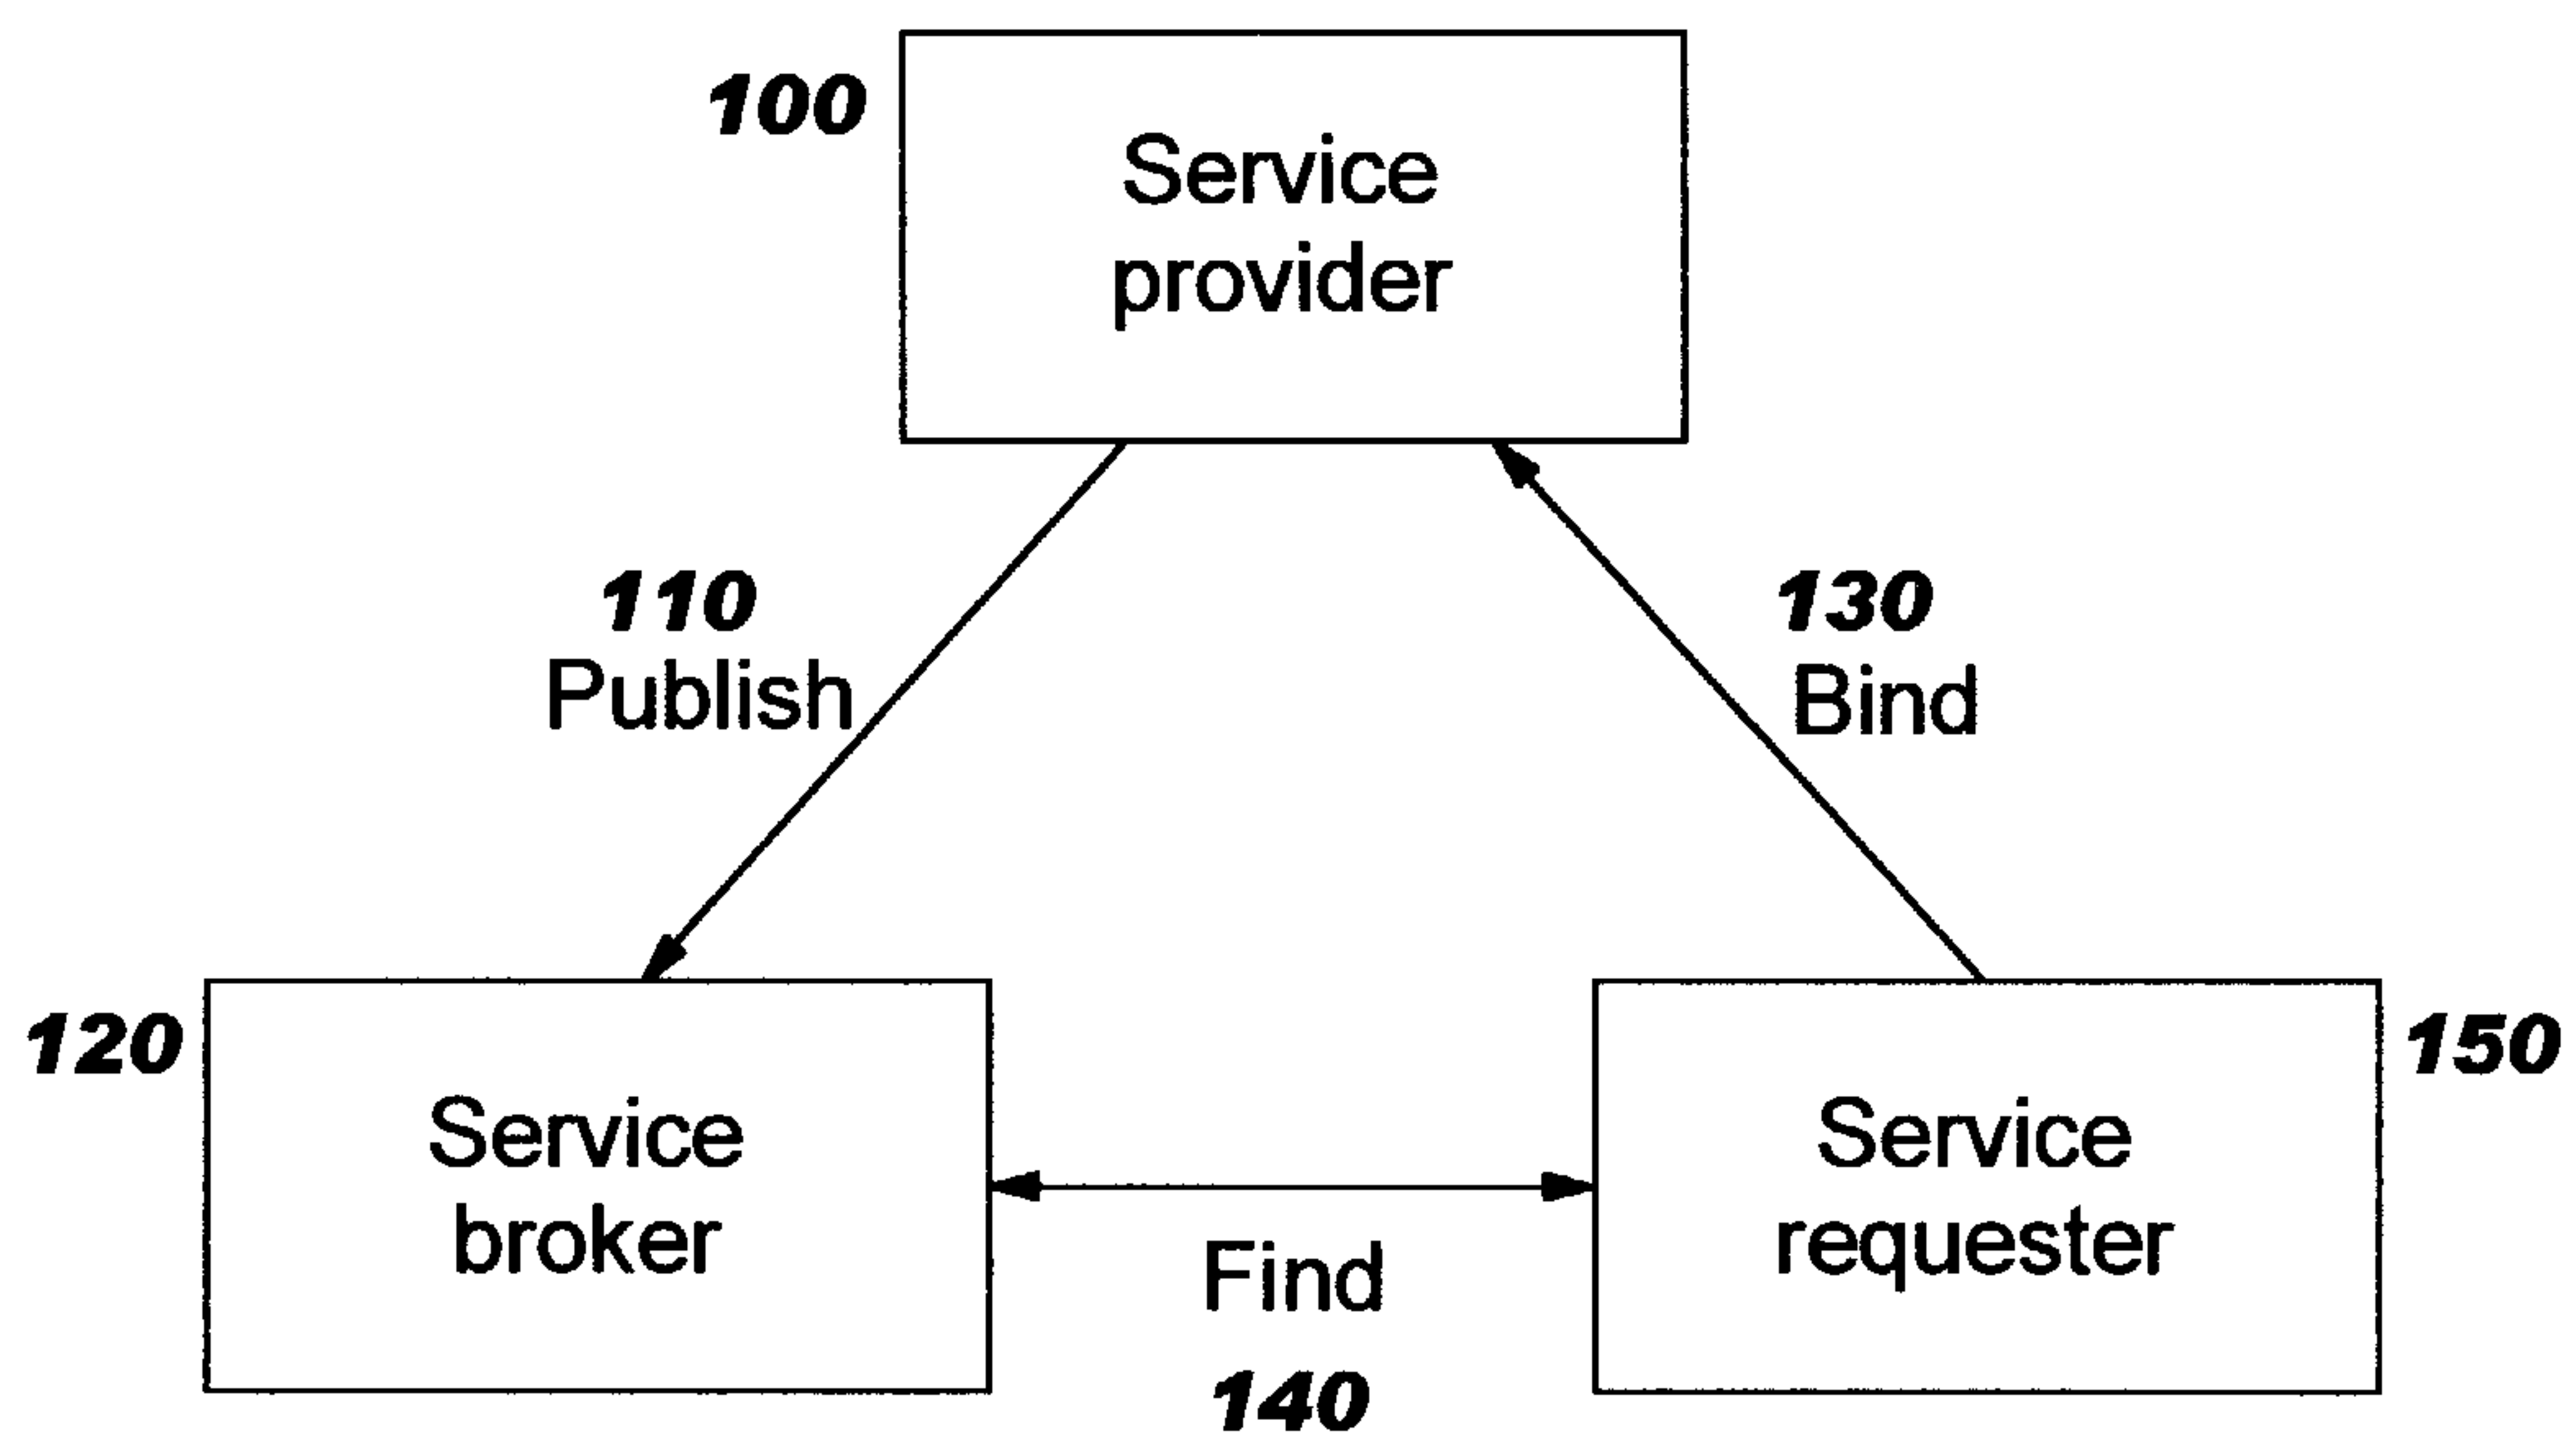 100
Service
provider
110
Publish
130
Bind
120
Service
broker
150
Service
requester
Find
140